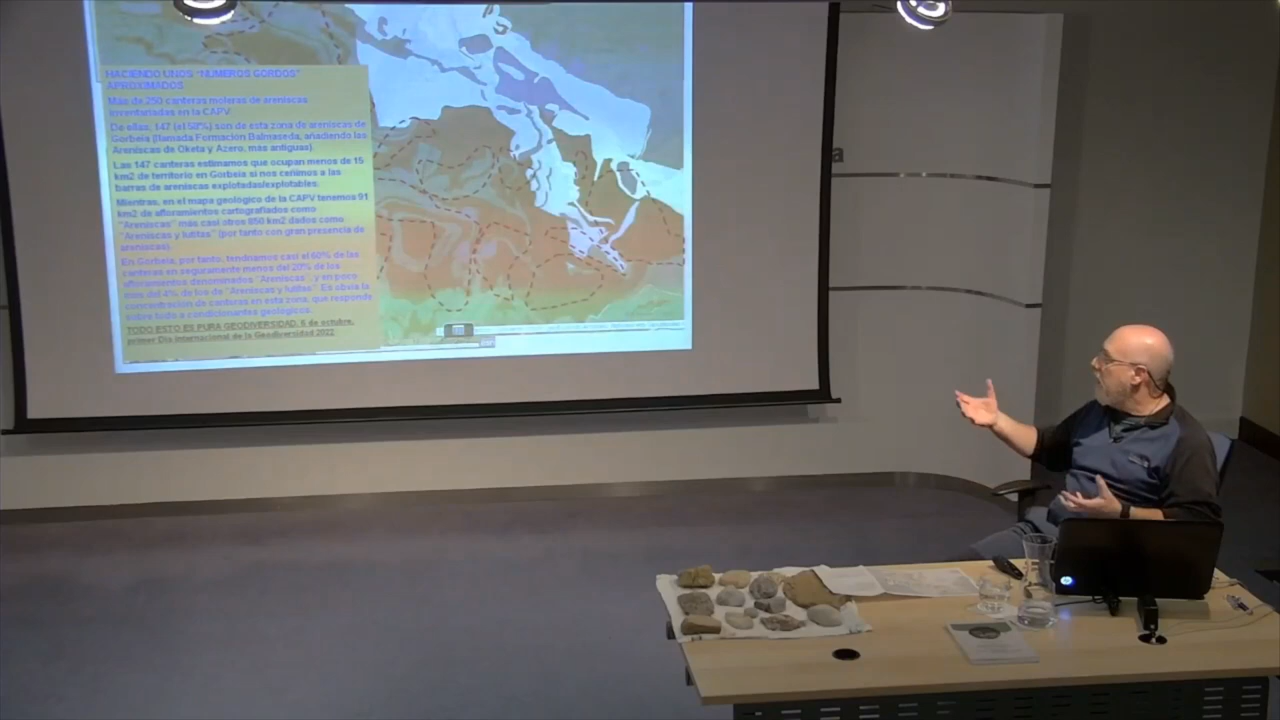 HACIENDO UNOS "NUMEROS GORDOS"
APROXIMADOS
Más de 250 canteras moleras de areniscas
inventariadas en la CAPV.
De ellas, 147 (el 58%) son de esta zona de areniscas de
Gorbeia (llamada Formación Balmaseda, añadiendo las
Areniscas de Oketa y Azero, más antiguas).
Las 147 canteras estimamos que ocupan menos de 15
km2 de territorio en Gorbeia si nos ceñimos a las
barras de areniscas explotadas/explotables.
Mientras, en el mapa geológico de la CAPV tenemos 91
km2 de afloramientos cartografiados como
"Areniscas" más casi otros 850 km2 dados como
"Areniscas y lutitas" (por tanto con gran presencia de
areniscas).
En Gorbeia, por tanto, tendríamos casi el 60% de las
canteras en seguramente menos del 20% de los
afloramientos denominados "Areniscas", y en poco
más del 4% de los de "Areniscas y lutitas". Es obvia la
concentración de canteras en esta zona, que responde
sobre todo a condicionantes geológicos.
TODO ESTO ES PURA GEODIVERSIDAD. 6 de octubre,
primer Día Internacional de la Geodiversidad 2022
a
hp